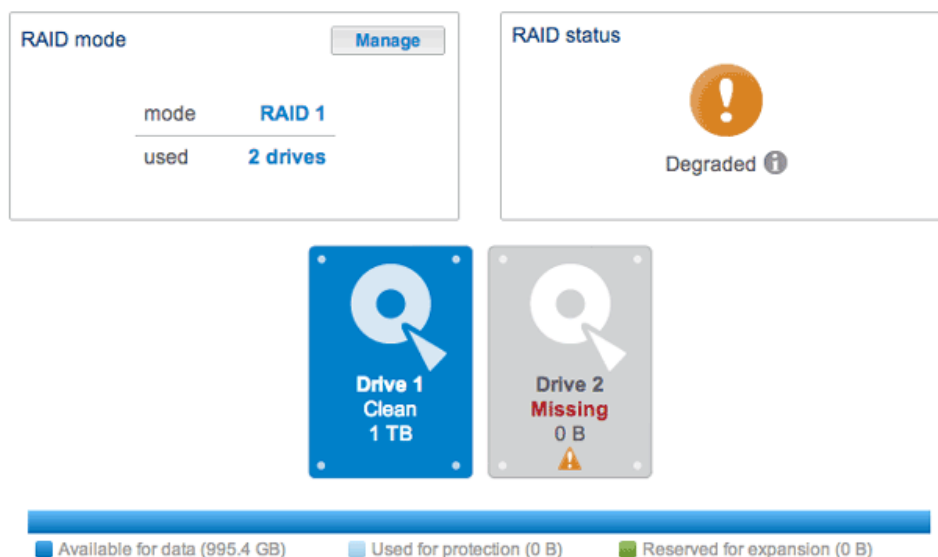 RAID mode
Manage
mode RAID 1
used 2 drives
RAID status
Degraded
Drive 1
Clean
1 TB
Drive 2
Missing
0 B
Available for data (995.4 GB) Used for protection (0 B) Reserved for expansion (0 B)